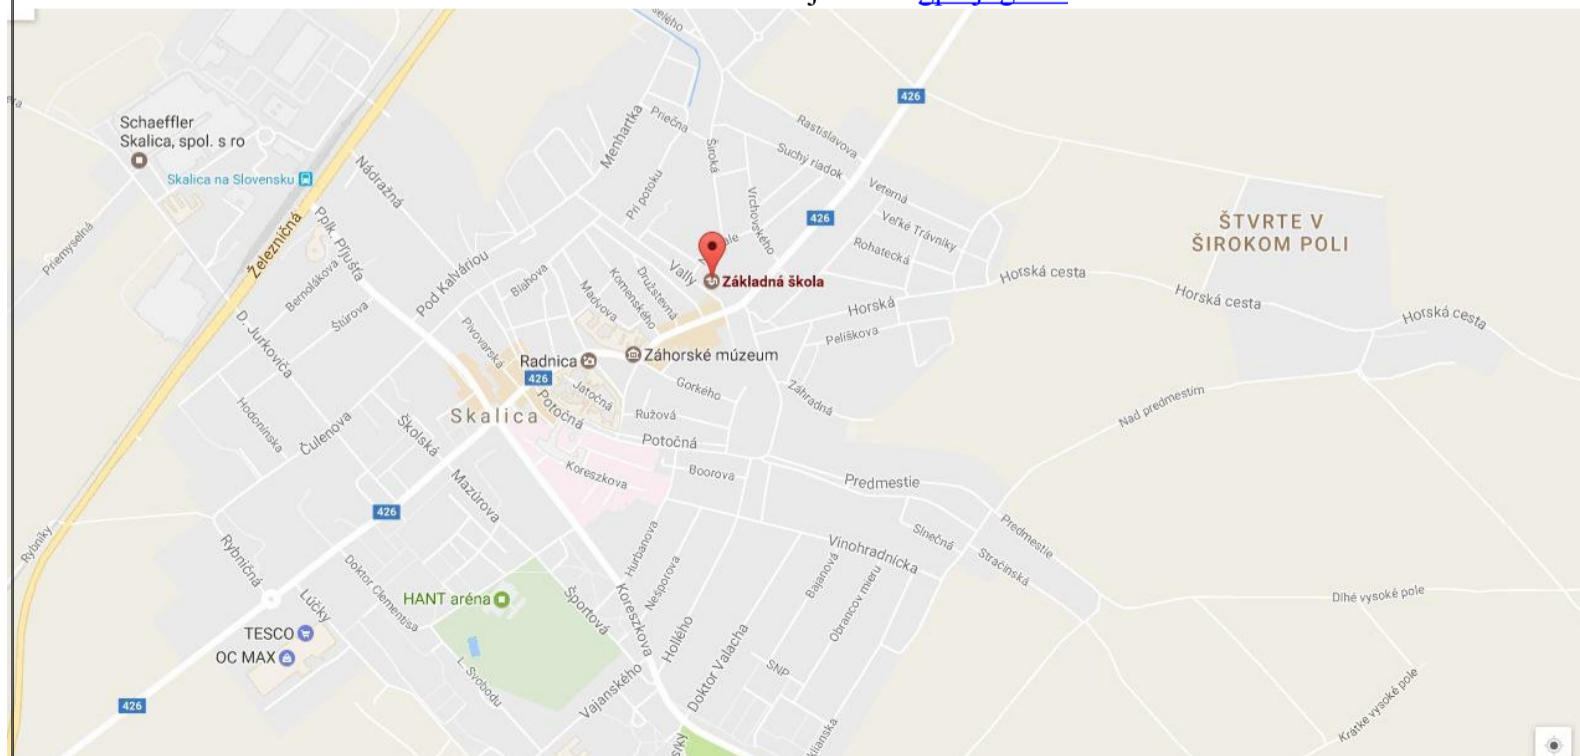 426
Schaeffler
Skalica, spol. s ro
Menhartka
Priečna
Široká
Rastislavova
Suchý riadok
Skalica na Slovensku
Nádražná
Pri potoku
Vrchovského
Veterná
Priemyselná
Železničná
Pplk. Pľjušťa
426
Veľké Trávniky
ŠTVRTE V
ŠIROKOM POLI
Rohatecká
Bernolákova
Pod Kalváriou
Blahova
Vally
Základná škola
Družstevná
Komenského
Madvova
Horská cesta
Horská cesta
Horská cesta
Štúrova
D. Jurkoviča
Pivovarská
Horská
Pelíškova
Radnica
Záhorské múzeum
426
Jatočná
Gorkého
Záhradná
Nad predmestím
Hodonínska
Čulenova
Školská
Skalica
Potočná
Ružová
Potočná
Koreszkova
Boorova
Mazúrova
Predmestie
426
Rybníky
Rybničná
Hurbanova
Vinohradnícka
Slnečná
Predmestie
Stračinská
Doktor Clementisa
Nešporova
Bajanová
Obrancov mieru
Lúčky
HANT aréna
Športová
Koreszkova
Dlhé vysoké pole
TESCO
OC MAX
Hollého
Doktor Valacha
SNP
L. Svobodu
Vajanského
426
Krátke vysoké pole